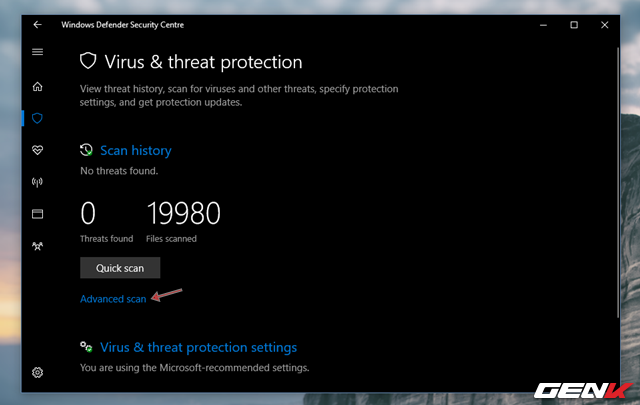 Windows Defender Security Centre
Virus & threat protection
View threat history, scan for viruses and other threats, specify protection
settings, and get protection updates.
Scan history
No threats found.
0 19980
Threats found Files scanned
Quick scan
Advanced scan
Virus & threat protection settings
You are using the Microsoft-recommended settings.
GENK